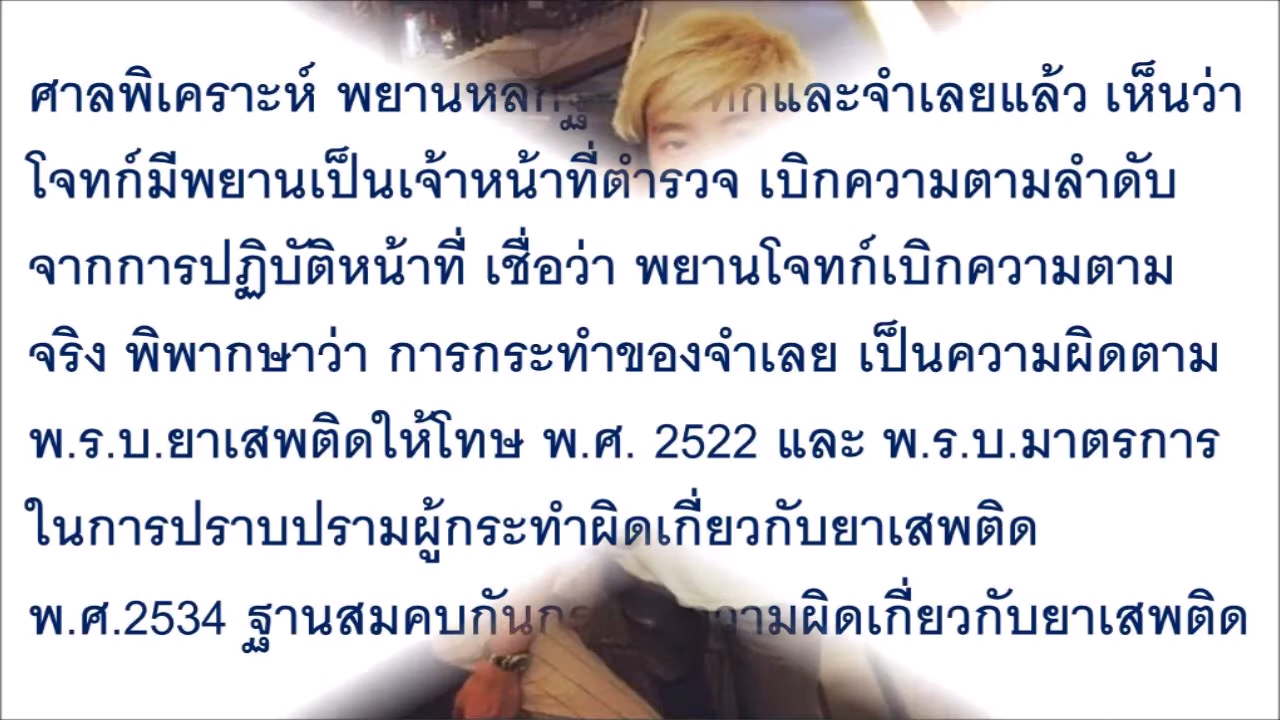 ศาลพิเคราะห์ พยานหลักฐ ทกและจำเลยแล้ว เห็นว่า
โจทก์มีพยานเป็นเจ้าหน้าที่ตำรวจ เบิกความตามลำดับ
จากการปฏิบัติหน้าที่ เชื่อว่า พยานโจทก์เบิกความตาม
จริง พิพากษาว่า การกระทำของจำเลย เป็นความผิดตาม
พ.ร.บ.ยาเสพติดให้โทษ พ.ศ. 2522 และ พ.ร.บ.มาตรการ
ในการปราบปรามผู้กระทำผิดเกี่ยวกับยาเสพติด
พ.ศ.2534 ฐานสมคบกัน ความผิดเกี่ยวกับยาเสพติด